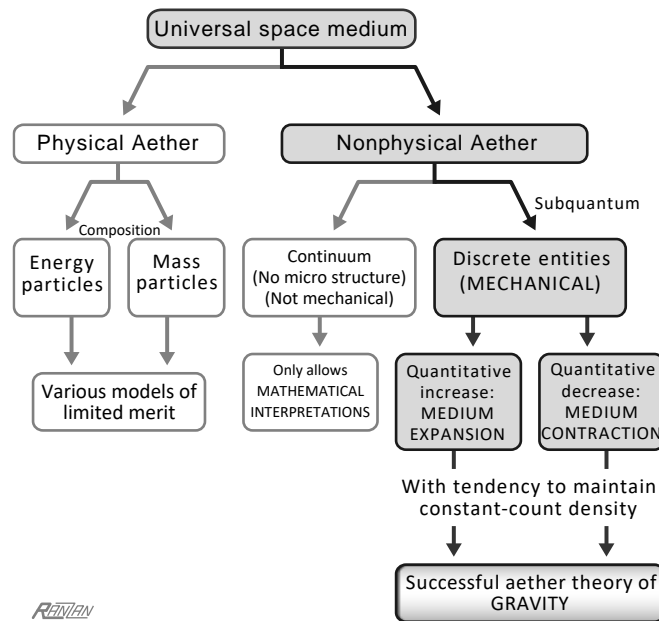 Universal space medium
Physical Aether
Nonphysical Aether
Subquantum
Composition
Energy
particles
Mass
particles
Continuum
(No micro structure)
(Not mechanical)
Discrete entities
(MECHANICAL)
Various models of
limited merit
Only allows
MATHEMATICAL
INTERPRETATIONS
Quantitative
increase:
MEDIUM
EXPANSION
Quantitative
decrease:
MEDIUM
CONTRACTION
With tendency to maintain
constant-count density
Successful aether theory of
GRAVITY
RANZAN